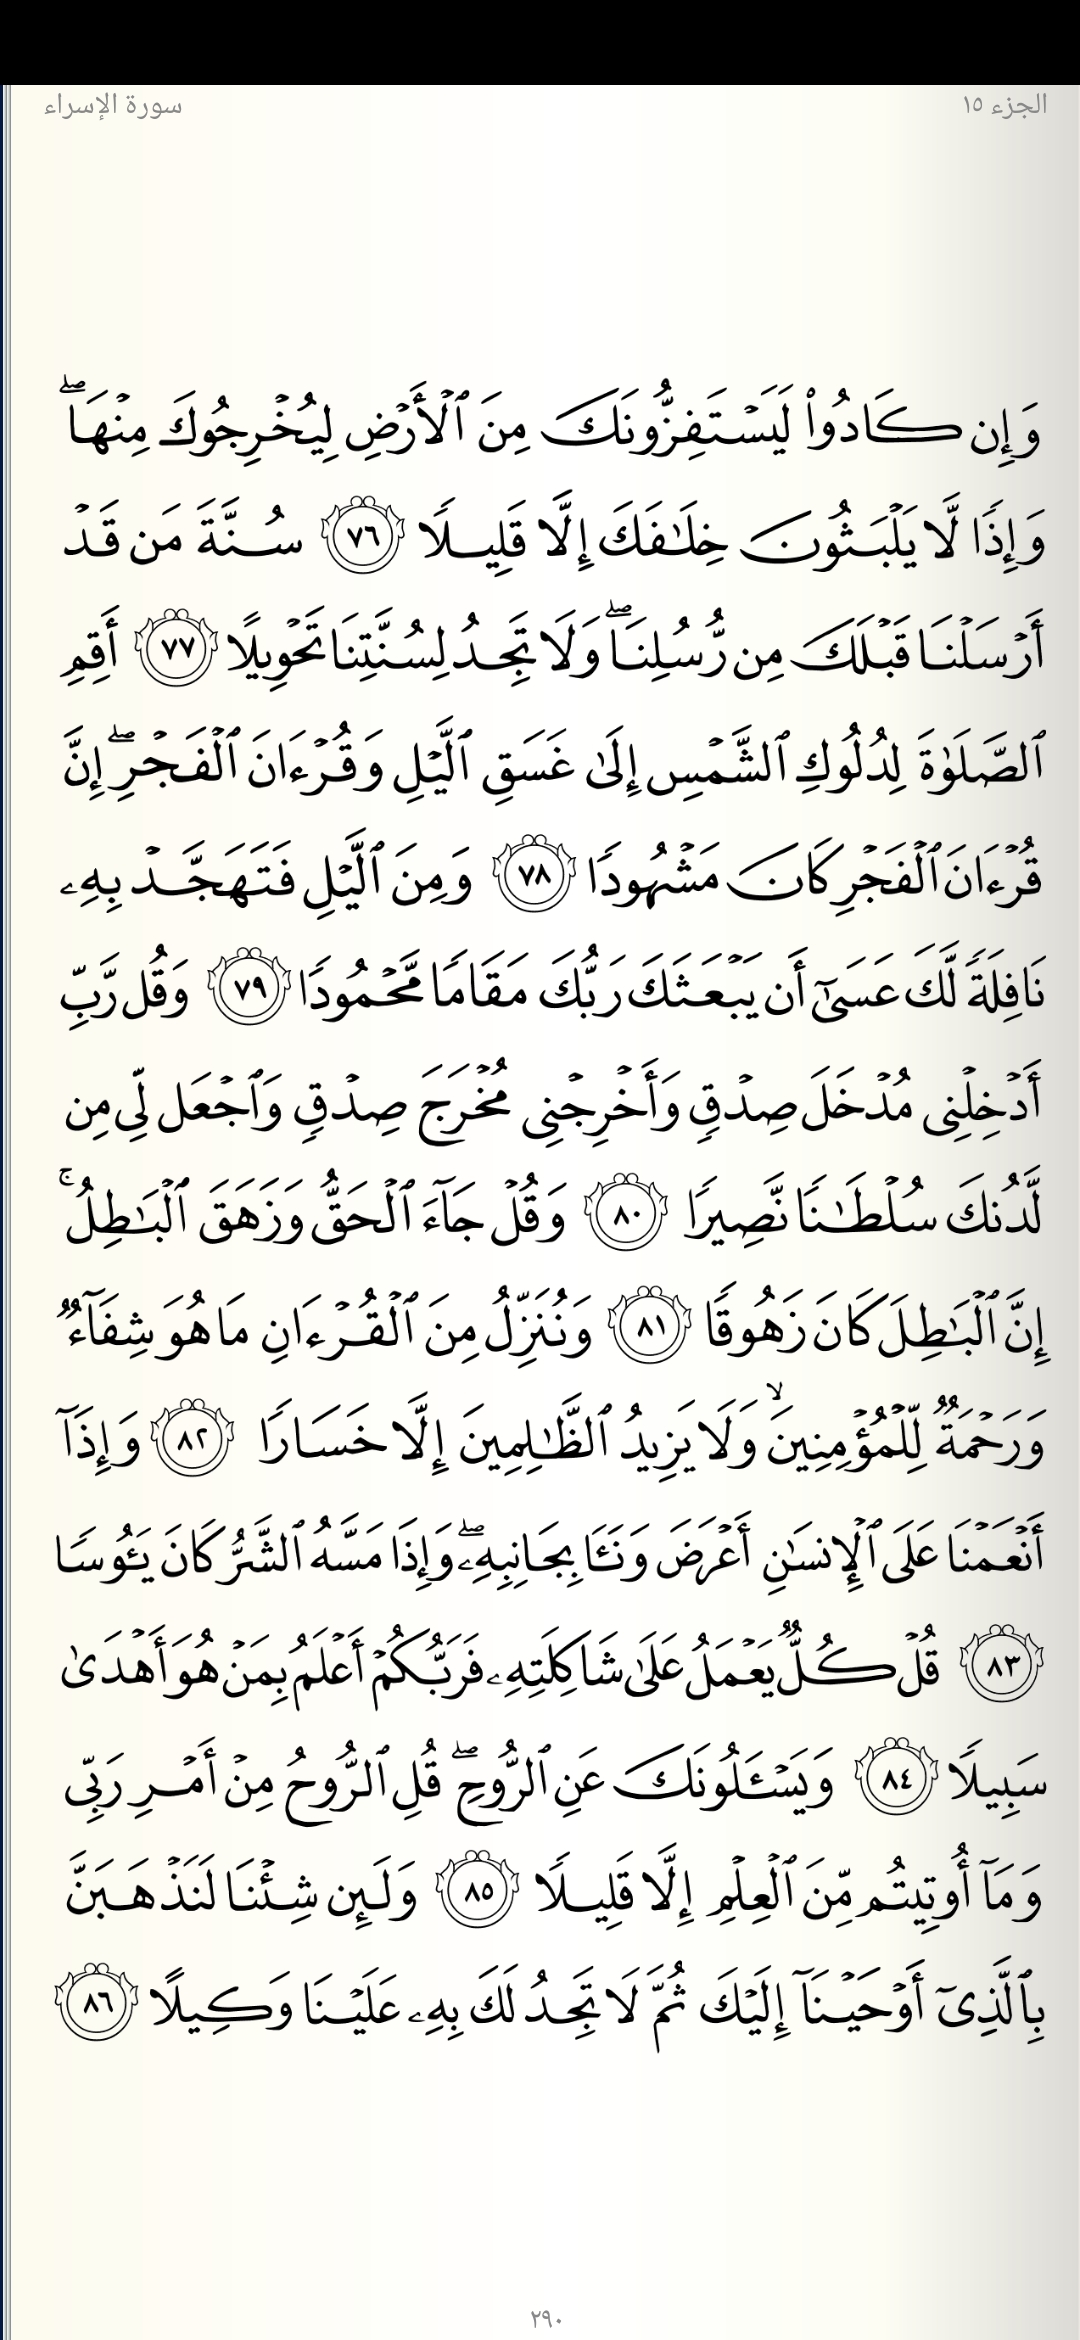 الجزء ١٥
سورة الإسراء
وَإِن كَادُواْ لَيَسۡتَفِزُّونَكَ مِنَ ٱلۡأَرۡضِ لِيُخۡرِجُوكَ مِنۡهَاۖ
وَإِذٗا لَّا يَلۡبَثُونَ خِلَٰفَكَ إِلَّا قَلِيلٗا ٧٦ سُنَّةَ مَن قَدۡ
أَرۡسَلۡنَا قَبۡلَكَ مِن رُّسُلِنَاۖ وَلَا تَجِدُ لِسُنَّتِنَا تَحۡوِيلًا ٧٧ أَقِمِ
ٱلصَّلَوٰةَ لِدُلُوكِ ٱلشَّمۡسِ إِلَىٰ غَسَقِ ٱلَّيۡلِ وَقُرۡءَانَ ٱلۡفَجۡرِۖ إِنَّ
قُرۡءَانَ ٱلۡفَجۡرِ كَانَ مَشۡهُودٗا ٧٨ وَمِنَ ٱلَّيۡلِ فَتَهَجَّدۡ بِهِۦ
نَافِلَةٗ لَّكَ عَسَىٰٓ أَن يَبۡعَثَكَ رَبُّكَ مَقَامٗا مَّحۡمُودٗا ٧٩ وَقُل رَّبِّ
أَدۡخِلۡنِي مُدۡخَلَ صِدۡقٖ وَأَخۡرِجۡنِي مُخۡرَجَ صِدۡقٖ وَٱجۡعَل لِّي مِن
لَّدُنكَ سُلۡطَٰنٗا نَّصِيرٗا ٨٠ وَقُلۡ جَآءَ ٱلۡحَقُّ وَزَهَقَ ٱلۡبَٰطِلُۚ
إِنَّ ٱلۡبَٰطِلَ كَانَ زَهُوقٗا ٨١ وَنُنَزِّلُ مِنَ ٱلۡقُرۡءَانِ مَا هُوَ شِفَآءٞ
وَرَحۡمَةٞ لِّلۡمُؤۡمِنِينَۙ وَلَا يَزِيدُ ٱلظَّٰلِمِينَ إِلَّا خَسَارٗا ٨٢ وَإِذَآ
أَنۡعَمۡنَا عَلَى ٱلۡإِنسَٰنِ أَعۡرَضَ وَنَـَٔا بِجَانِبِهِۦۖ وَإِذَا مَسَّهُ ٱلشَّرُّ كَانَ يَـُٔوسٗا
٨٣ قُلۡ كُلّٞ يَعۡمَلُ عَلَىٰ شَاكِلَتِهِۦ فَرَبُّكُمۡ أَعۡلَمُ بِمَنۡ هُوَ أَهۡدَىٰ
سَبِيلٗا ٨٤ وَيَسۡـَٔلُونَكَ عَنِ ٱلرُّوحِۖ قُلِ ٱلرُّوحُ مِنۡ أَمۡرِ رَبِّي
وَمَآ أُوتِيتُم مِّنَ ٱلۡعِلۡمِ إِلَّا قَلِيلٗا ٨٥ وَلَئِن شِئۡنَا لَنَذۡهَبَنَّ
بِٱلَّذِيٓ أَوۡحَيۡنَآ إِلَيۡكَ ثُمَّ لَا تَجِدُ لَكَ بِهِۦ عَلَيۡنَا وَكِيلًا ٨٦
٢٩٠